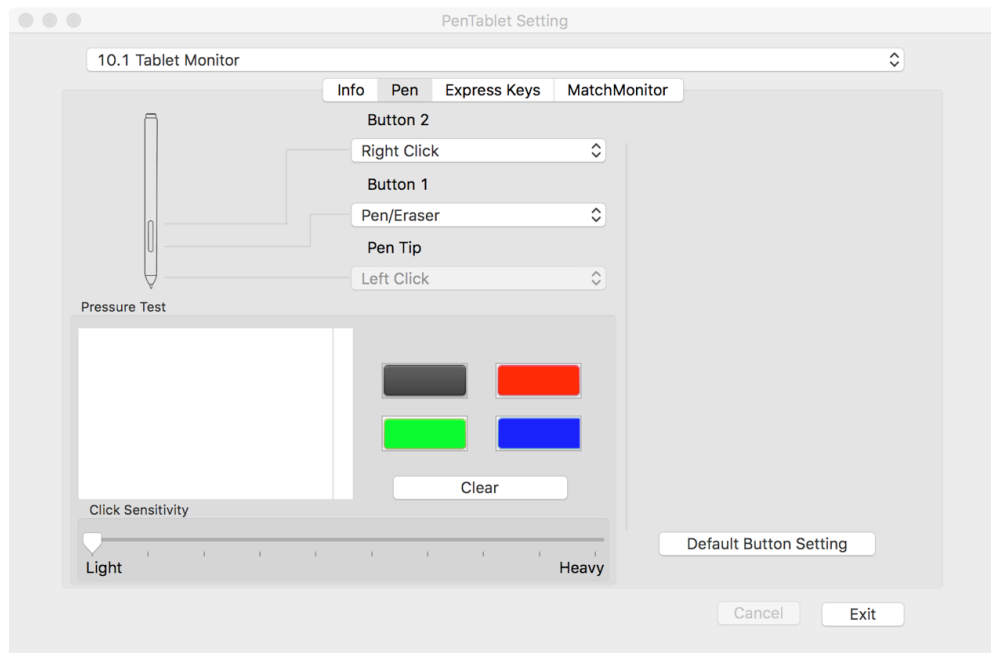 PenTablet Setting
10.1 Tablet Monitor
Info Pen Express Keys MatchMonitor
Button 2
Right Click
Button 1
Pen/Eraser
Pen Tip
Left Click
Pressure Test
Clear
Click Sensitivity
Light Heavy
Default Button Setting
Cancel Exit